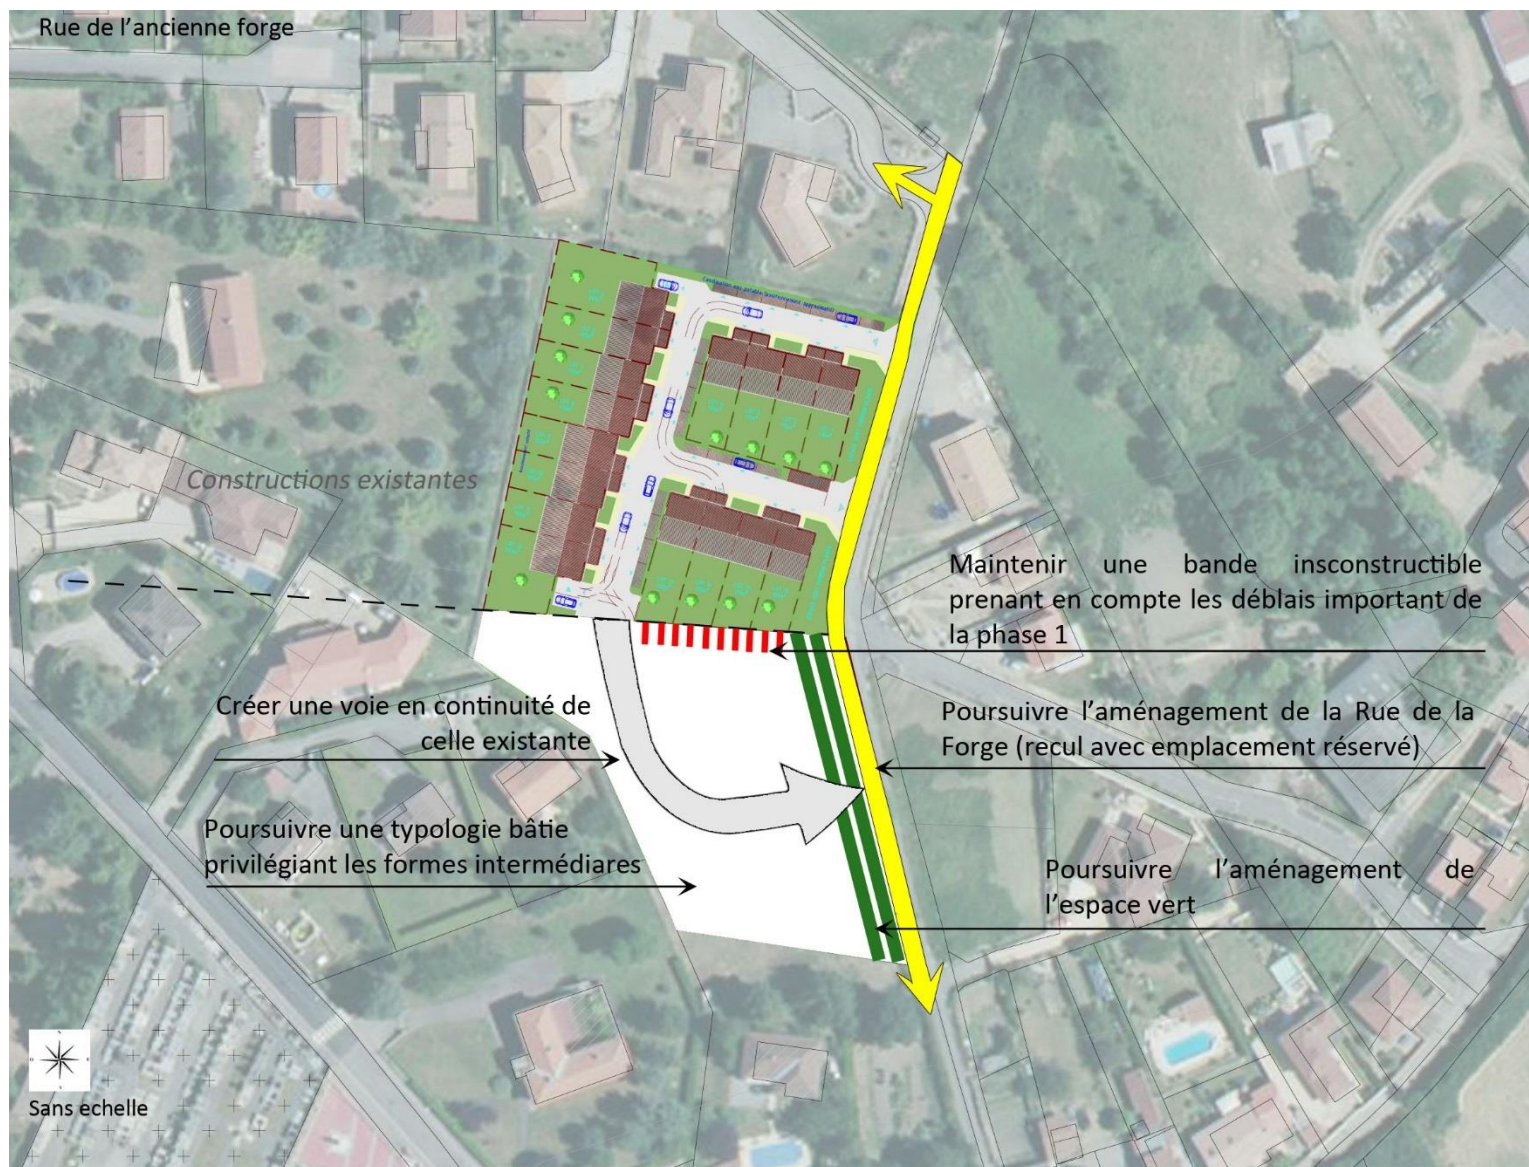 Rue de l'ancienne forge
Constructions existantes
Maintenir une bande insconstructible
prenant en compte les déblais important de
la phase 1
Créer une voie en continuité de
celle existante
Poursuivre l'aménagement de la Rue de la
Forge (recul avec emplacement réservé)
Poursuivre une typologie bâtie
privilégiant les formes intermédiares
Poursuivre l'aménagement de
l'espace vert
Sans echelle